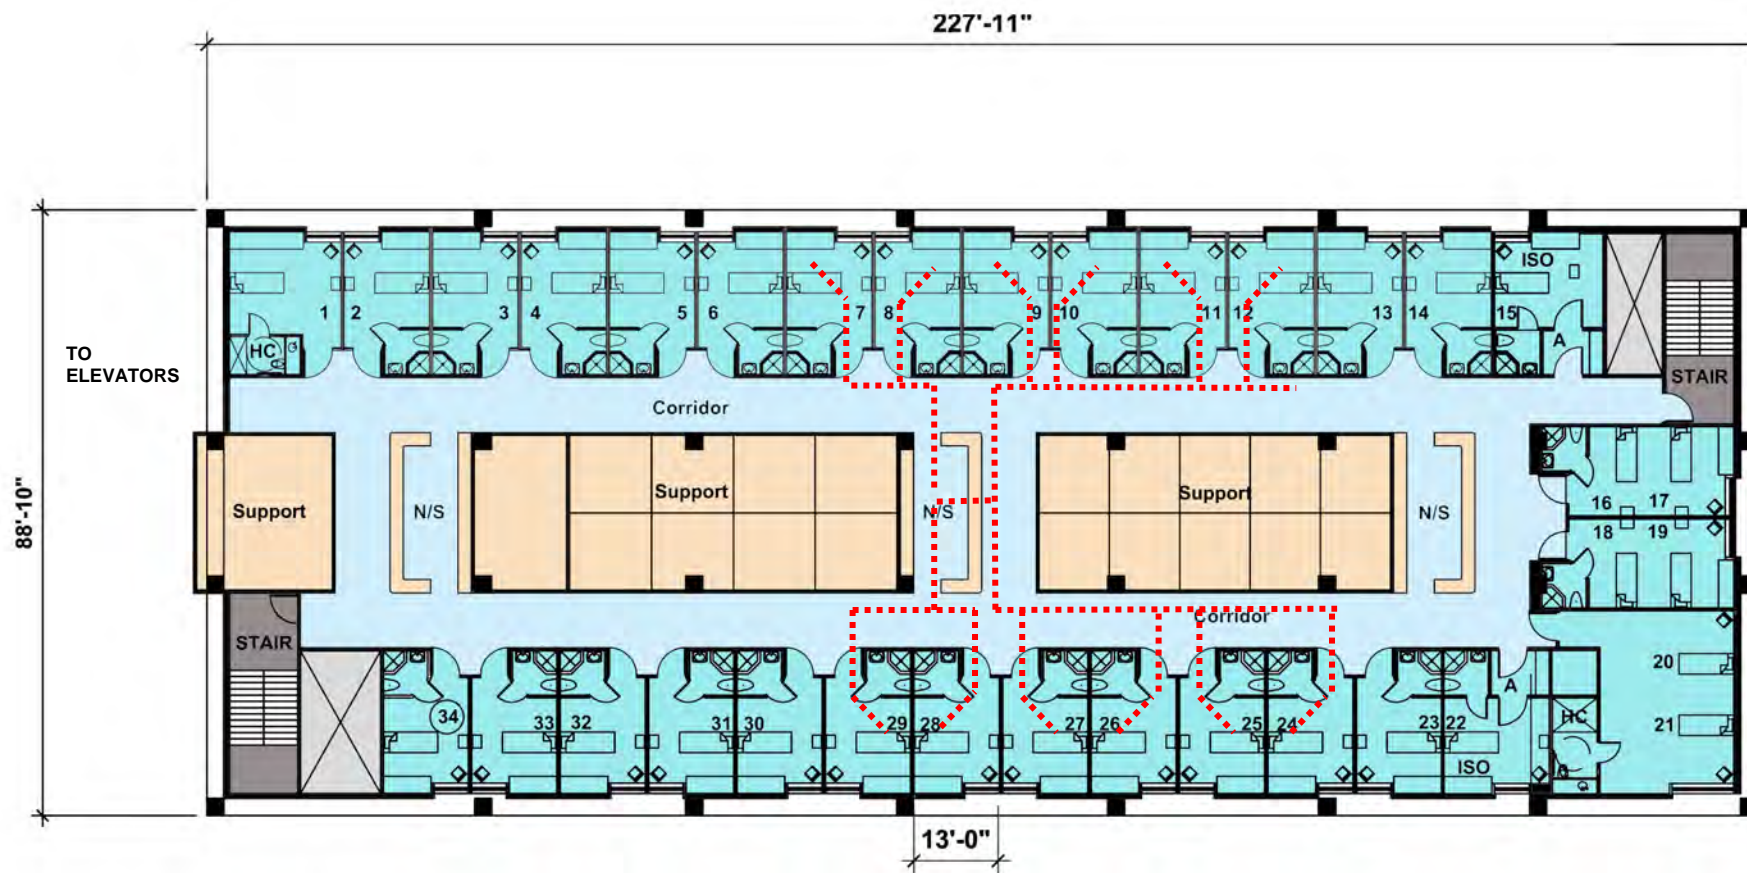 227'-11"
88'-10"
TO
ELEVATORS
1 2 3 4 5 6 7 8 9 10 11 12 13 14 15
ISO
HC
A
STAIR
Corridor
Support
N/S
Support
N/S
Support
N/S
16 17
18 19
Corridor
STAIR
20
21
A
HC
ISO
34 33 32 31 30 29 28 27 26 25 24 23 22
13'-0"